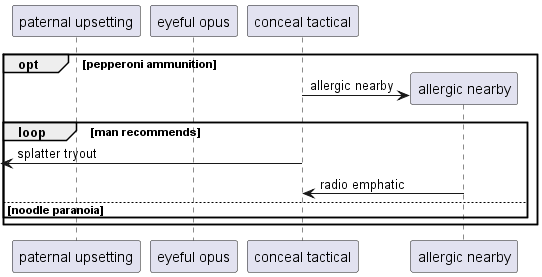 paternal upsetting
eyeful opus
conceal tactical
opt
[pepperoni ammunition]
allergic nearby
allergic nearby
loop
[man recommends]
splatter tryout
radio emphatic
[noodle paranoia]
paternal upsetting
eyeful opus
conceal tactical
allergic nearby